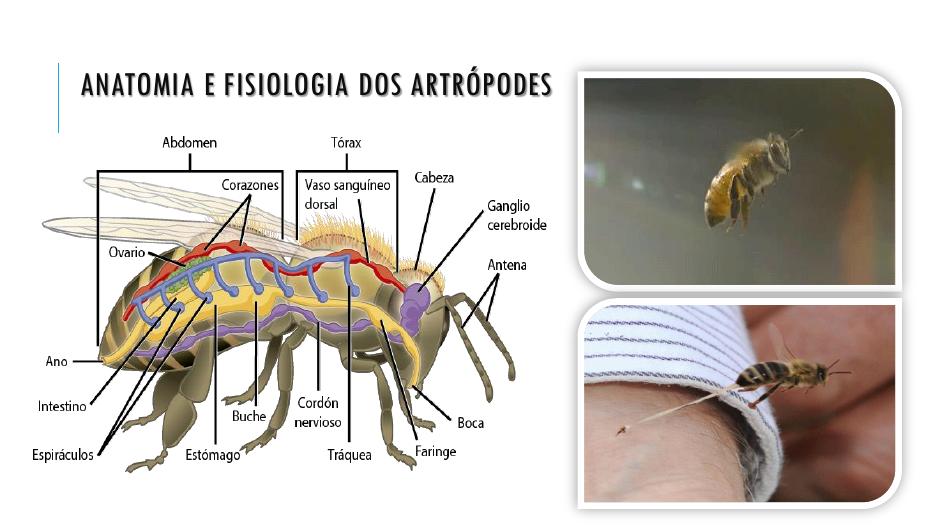 ANATOMIA E FISIOLOGIA DOS ARTRÓPODES
Abdomen
Tórax
Corazones
Vaso sanguíneo
dorsal
Cabeza
Ganglio
cerebroide
Ovario
Antena
Ano
Intestino
Espiráculos
Estómago
Buche
Cordón
nervioso
Tráquea
Faringe
Boca